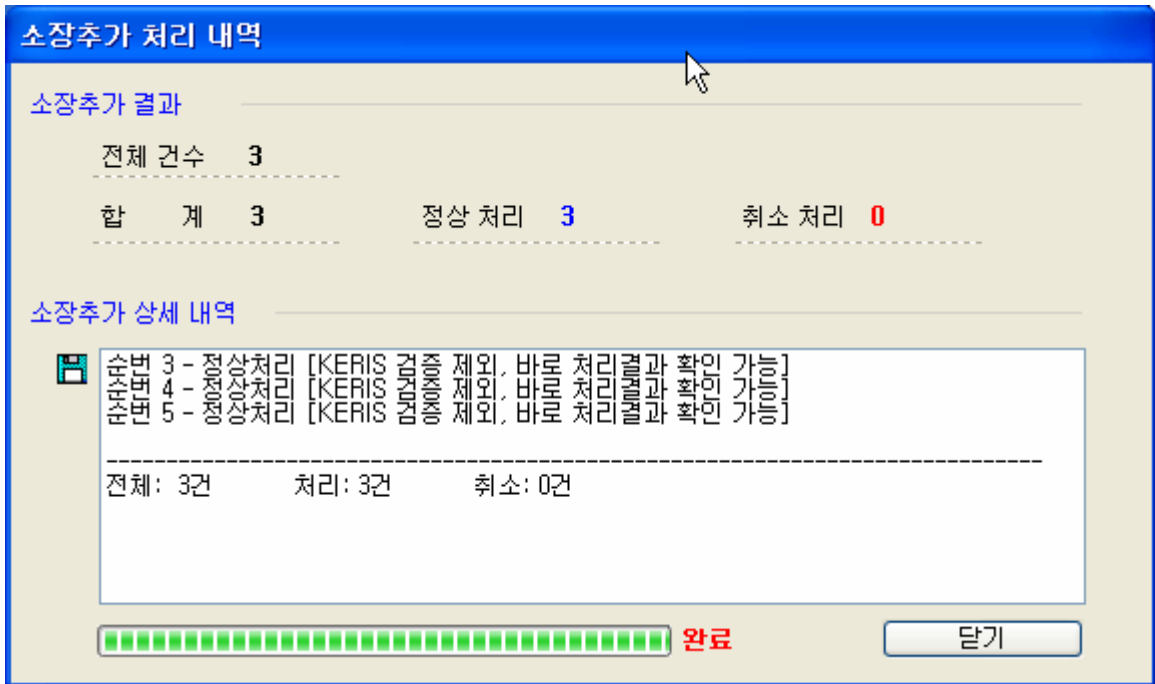 소장추가 처리 내역
소장추가 결과
전체 건수 3
합 계 3 정상 처리 3 취소 처리 0
소장추가 상세 내역
순번 3 - 정상처리 [KERIS 검증 제외, 바로 처리결과 확인 가능]
순번 4 - 정상처리 [KERIS 검증 제외, 바로 처리결과 확인 가능]
순번 5 - 정상처리 [KERIS 검증 제외, 바로 처리결과 확인 가능]
------------------------------------------------------------------------------
전체: 3건 처리: 3건 취소: 0건
완료 닫기